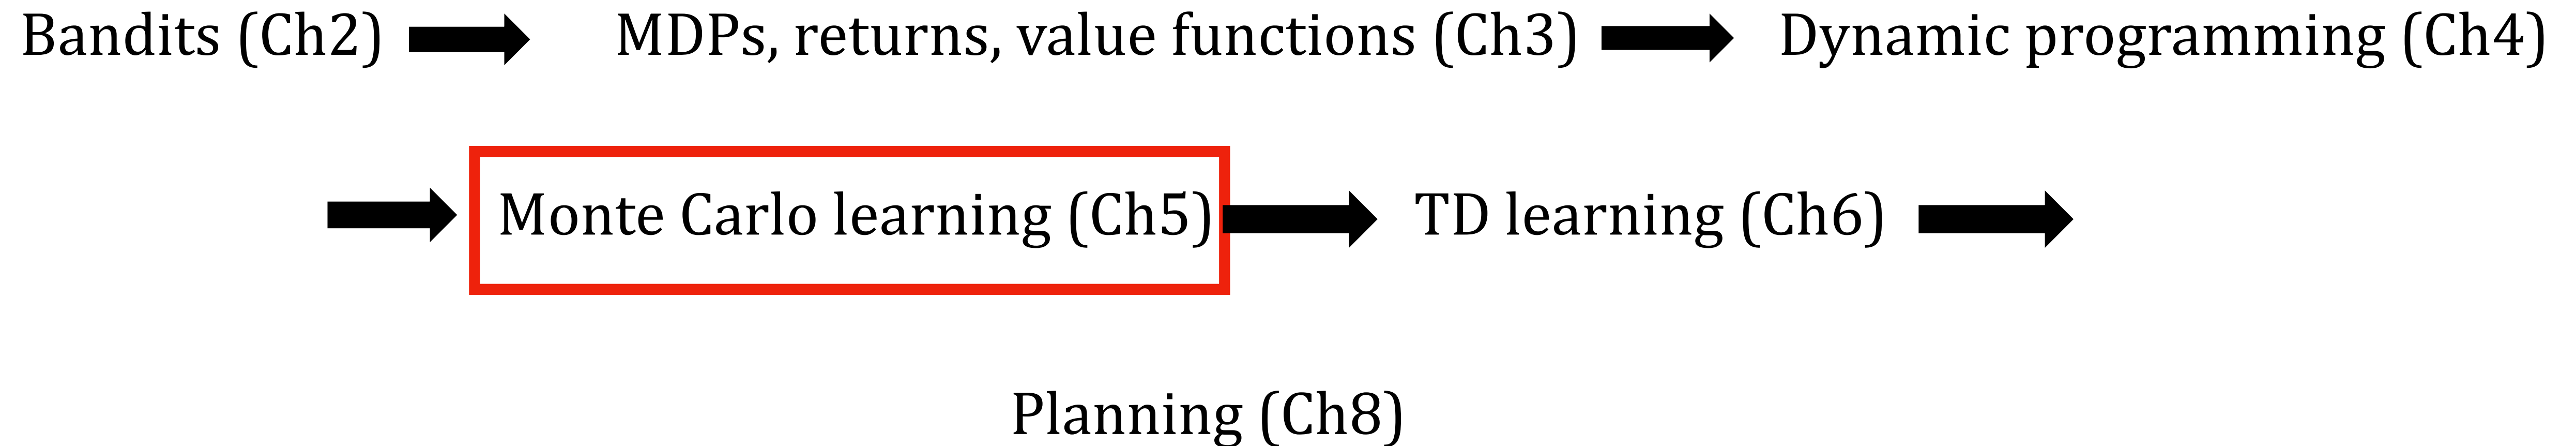 Bandits (Ch2) MDPs, returns, value functions (Ch3) Dynamic programming (Ch4)
Monte Carlo learning (Ch5) TD learning (Ch6)
Planning (Ch8)